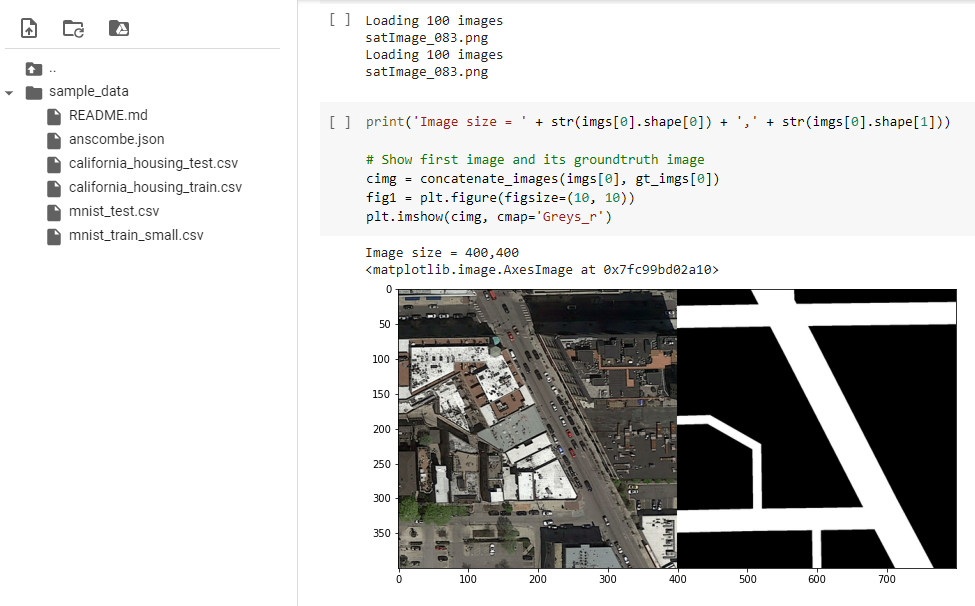 ..
sample_data
README.md
anscombe.json
california_housing_test.csv
california_housing_train.csv
mnist_test.csv
mnist_train_small.csv
[ ]
Loading 100 images
satImage_083.png
Loading 100 images
satImage_083.png
[ ]
print('Image size = ' + str(imgs[0].shape[0]) + ',' + str(imgs[0].shape[1]))
# Show first image and its groundtruth image
cimg = concatenate_images(imgs[0], gt_imgs[0])
fig1 = plt.figure(figsize=(10, 10))
plt.imshow(cimg, cmap='Greys_r')
Image size = 400,400
<matplotlib.image.AxesImage at 0x7fc99bd02a10>
0
50
100
150
200
250
300
350
0 100 200 300 400 500 600 700